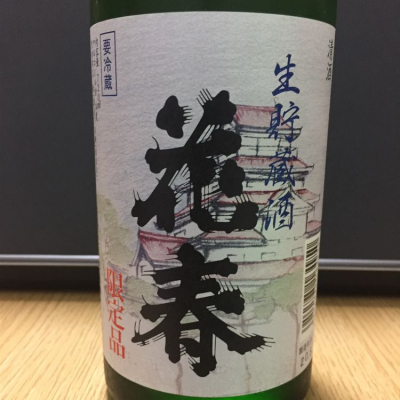 清酒
生貯蔵酒
花春
限定品
要冷蔵